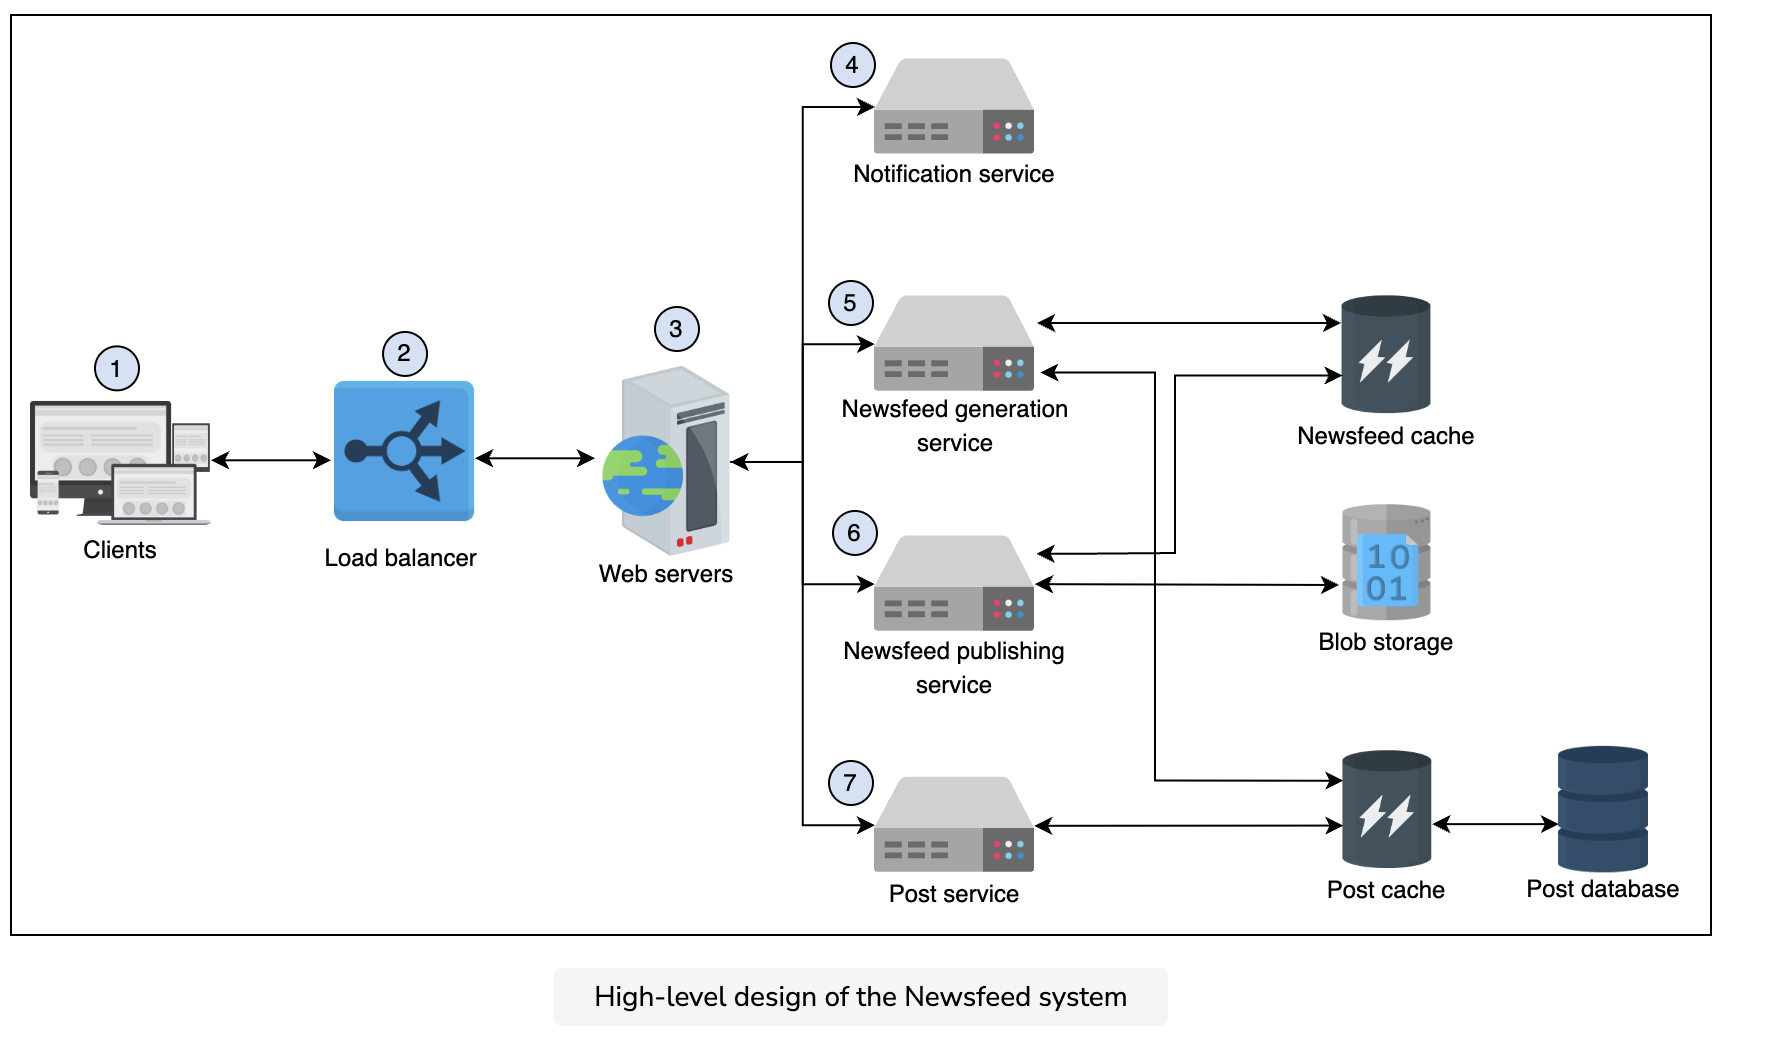 4
Notification service
5
Newsfeed generation
service
3
2
1
Newsfeed cache
6
Clients
Load balancer
Web servers
10
01
Newsfeed publishing
service
Blob storage
7
Post service
Post cache
Post database
High-level design of the Newsfeed system